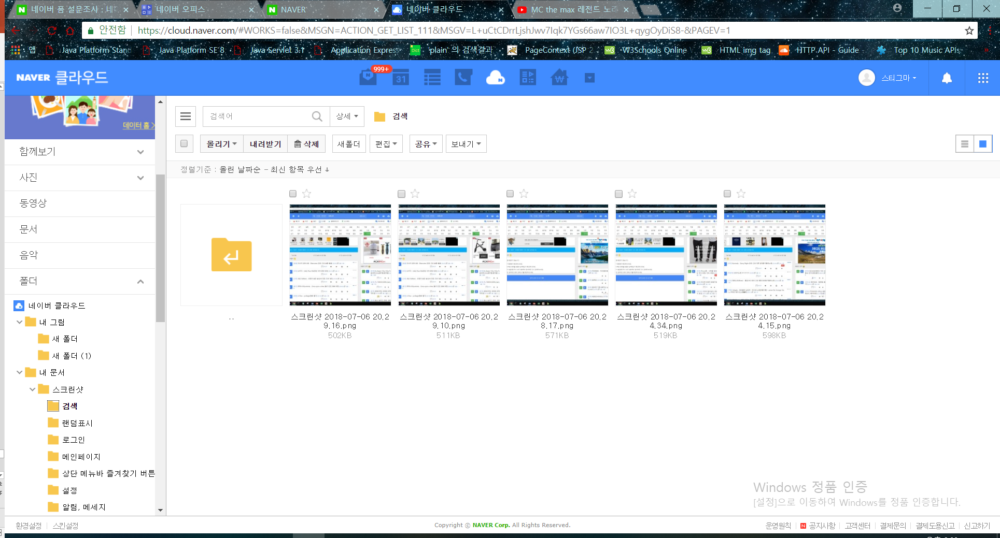 네이버 폼 설문조사 : 네
네이버 오피스
NAVER
네이버 클라우드
MC the max 레전드 노래
안전함 https://cloud.naver.com/#WORKS=false&MSGN=ACTION_GET_LIST_111&MSGV=L+uCtCDrrLjshJwv7Iqk7YGs66aw7IO3L+qygOyDiS8-&PAGEV=1
앱 Java Platform Stand Java Platform SE 8 Java Servlet 3.1 Application Express 'plain' 의 검색결과 PageContext (JSP 2. W3Schools Online HTML img tag HTTP API - Guide Top 10 Music APIs
NAVER 클라우드
999+
31
스티그마
데이터 홈
함께보기
사진
동영상
문서
음악
폴더
네이버 클라우드
내 그림
새 폴더
새 폴더 (1)
내 문서
스크린샷
검색
랜덤표시
로그인
메인페이지
상단 메뉴바 즐겨찾기 버튼
설정
알림, 메세지
검색어 상세 검색
올리기 내려받기 삭제 새폴더 편집 공유 보내기
정렬기준 : 올린 날짜순 - 최신 항목 우선 ↓
..
스크린샷 2018-07-06 20.29.16.png
502KB
스크린샷 2018-07-06 20.29.10.png
511KB
스크린샷 2018-07-06 20.28.17.png
571KB
스크린샷 2018-07-06 20.24.34.png
519KB
스크린샷 2018-07-06 20.24.15.png
598KB
Windows 정품 인증
[설정]으로 이동하여 Windows를 정품 인증합니다.
환경설정 스킨설정
Copyright © NAVER Corp. All Rights Reserved.
운영원칙 공지사항 고객센터 결제문의 결제도용신고 신고하기